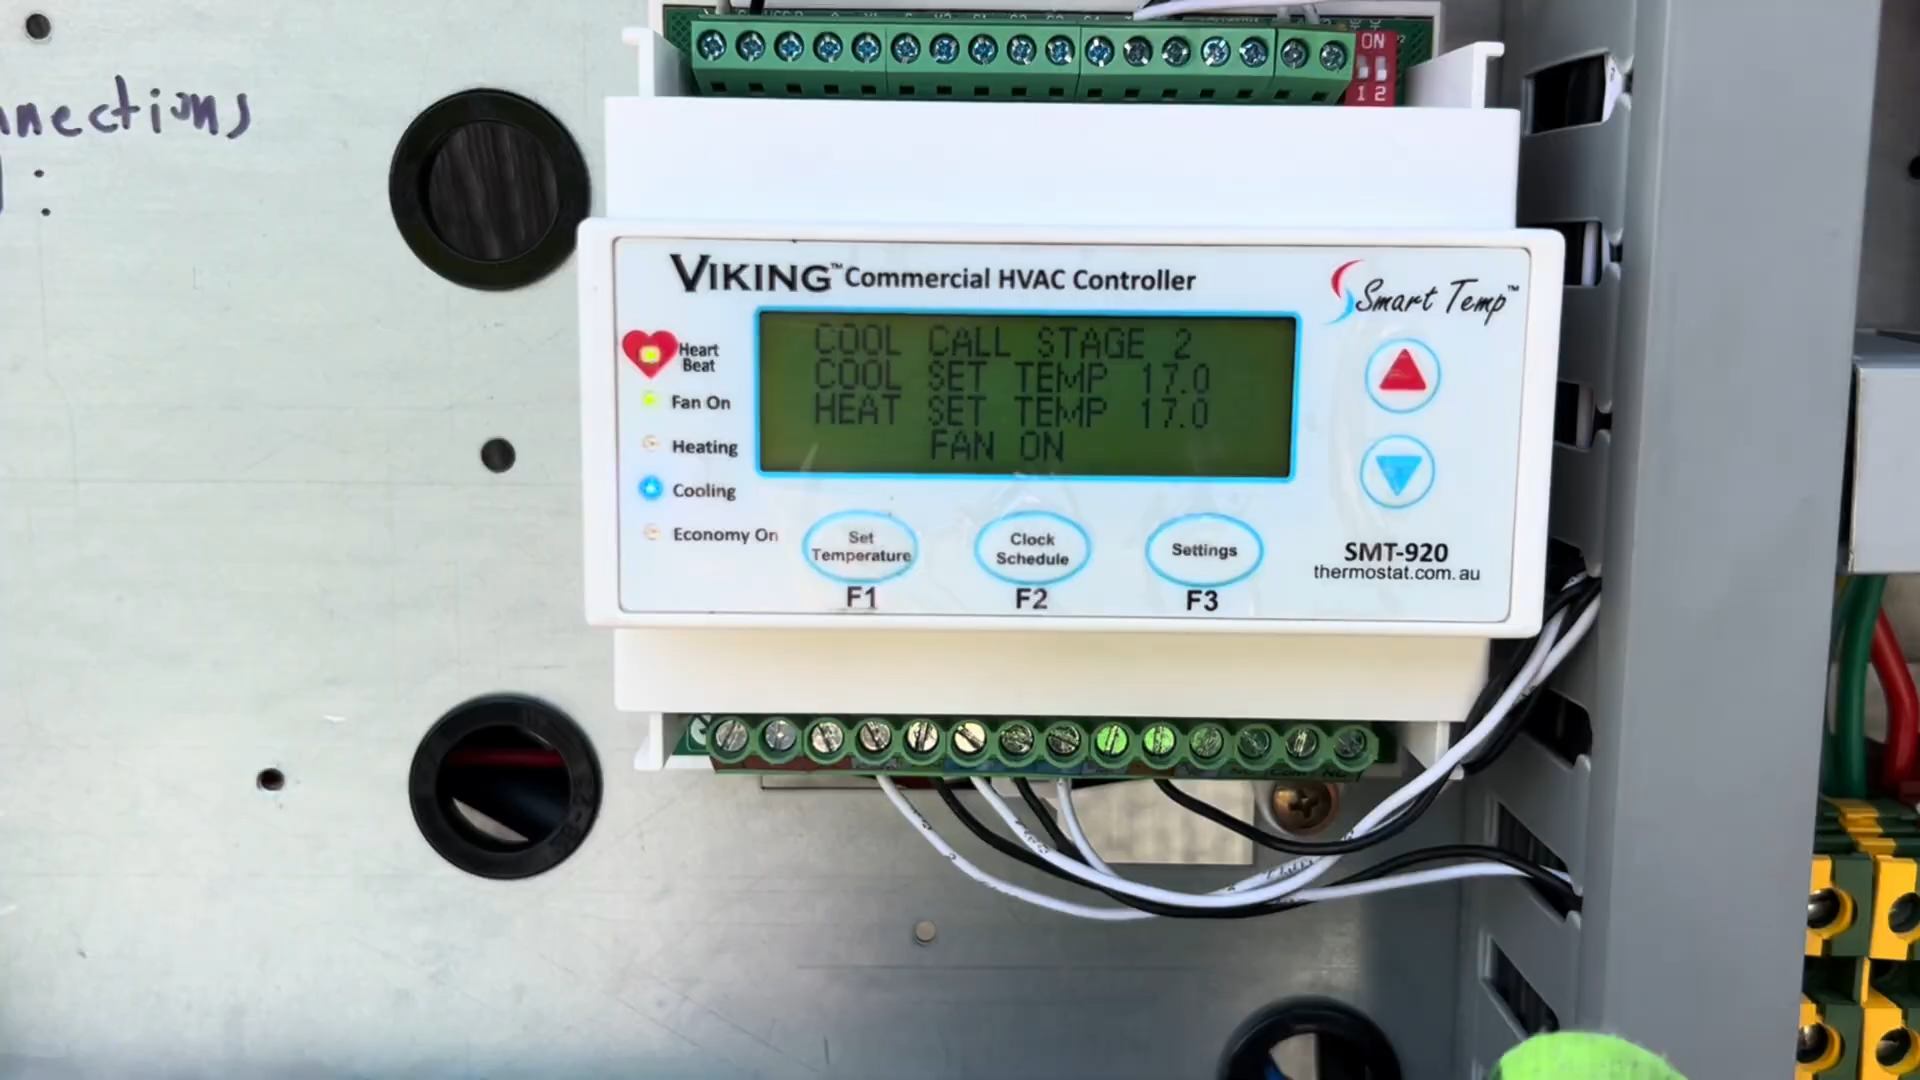 nnections
:
ON
1 2
VIKING™ Commercial HVAC Controller
Smart Temp™
Heart
Beat
Fan On
Heating
Cooling
Economy On
COOL CALL STAGE 2
COOL SET TEMP 17.0
HEAT SET TEMP 17.0
FAN ON
Set
Temperature
F1
Clock
Schedule
F2
Settings
F3
SMT-920
thermostat.com.au